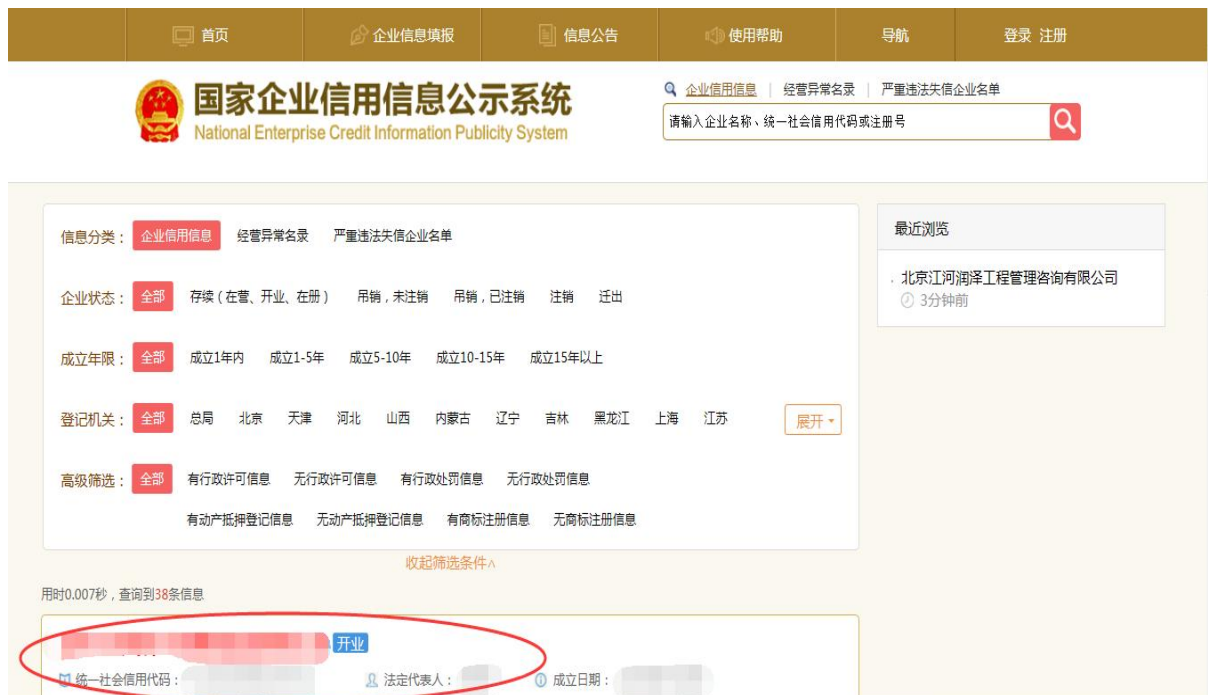 首页 企业信息填报 信息公告 使用帮助 导航 登录 注册
国家企业信用信息公示系统
National Enterprise Credit Information Publicity System
企业信用信息 | 经营异常名录 | 严重违法失信企业名单
请输入企业名称、统一社会信用代码或注册号
信息分类： 企业信用信息 经营异常名录 严重违法失信企业名单
企业状态： 全部 存续（在营、开业、在册） 吊销，未注销 吊销，已注销 注销 迁出
成立年限： 全部 成立1年内 成立1-5年 成立5-10年 成立10-15年 成立15年以上
登记机关： 全部 总局 北京 天津 河北 山西 内蒙古 辽宁 吉林 黑龙江 上海 江苏 展开
高级筛选： 全部 有行政许可信息 无行政许可信息 有行政处罚信息 无行政处罚信息
有动产抵押登记信息 无动产抵押登记信息 有商标注册信息 无商标注册信息
收起筛选条件
最近浏览
北京江河润泽工程管理咨询有限公司
3分钟前
用时0.007秒，查询到38条信息
开业
统一社会信用代码： 法定代表人： 成立日期：